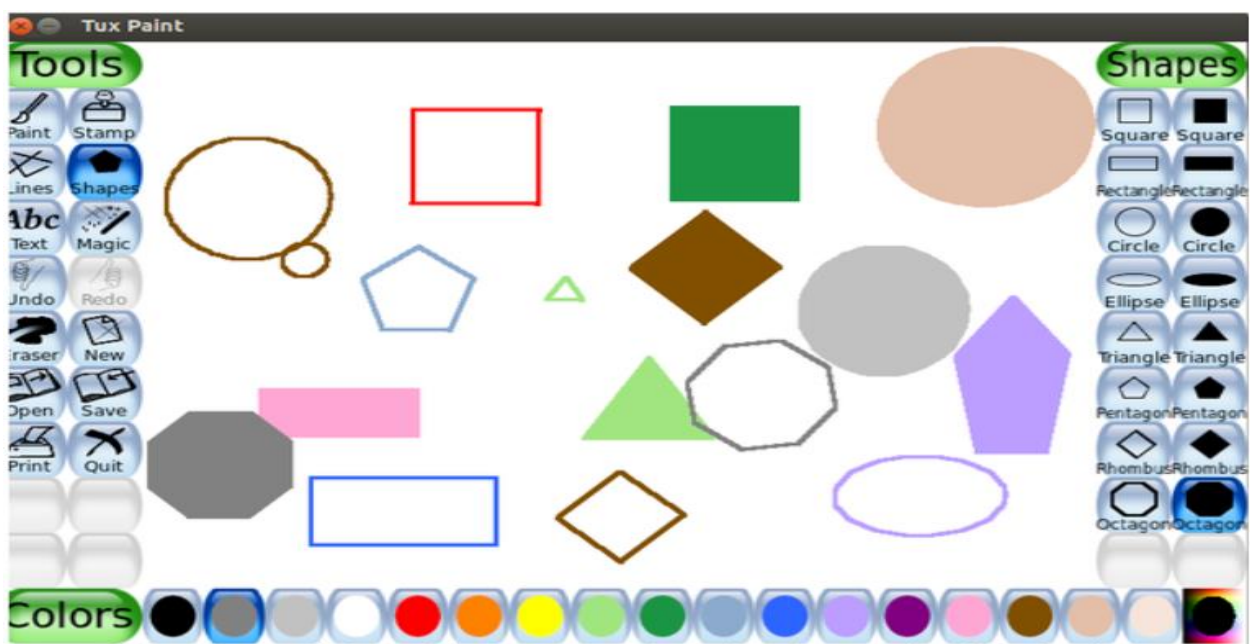 Tux Paint
Tools
Paint Stamp
Lines Shapes
Abc
Text Magic
Undo Redo
Eraser New
Open Save
Print Quit
Shapes
Square Square
Rectangle Rectangle
Circle Circle
Ellipse Ellipse
Triangle Triangle
Pentagon Pentagon
Rhombus Rhombus
Octagon Octagon
Colors